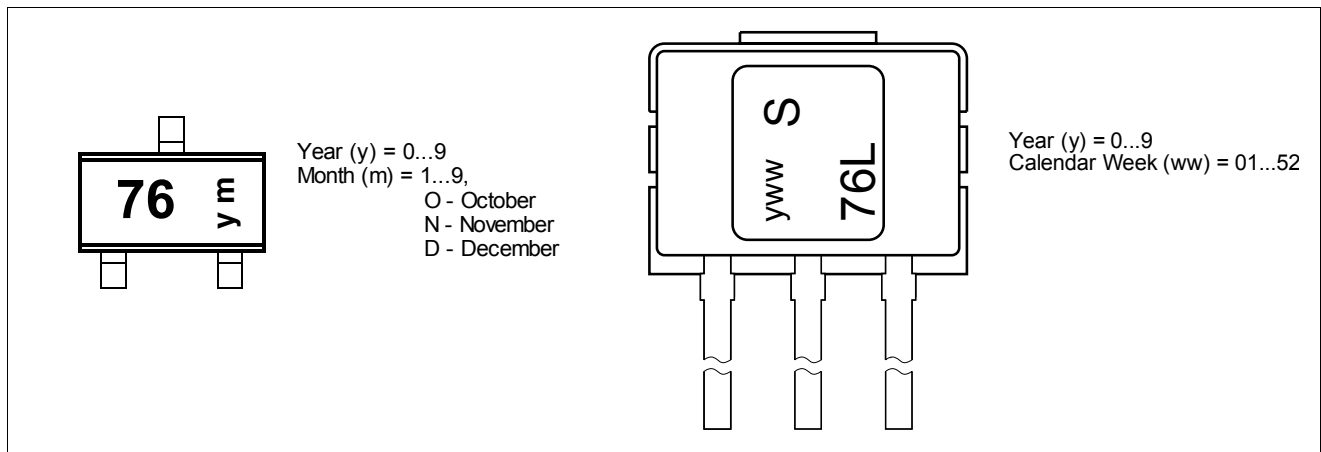 76
y m
Year (y) = 0...9
Month (m) = 1...9,
O - October
N - November
D - December
yww S
76L
Year (y) = 0...9
Calendar Week (ww) = 01...52